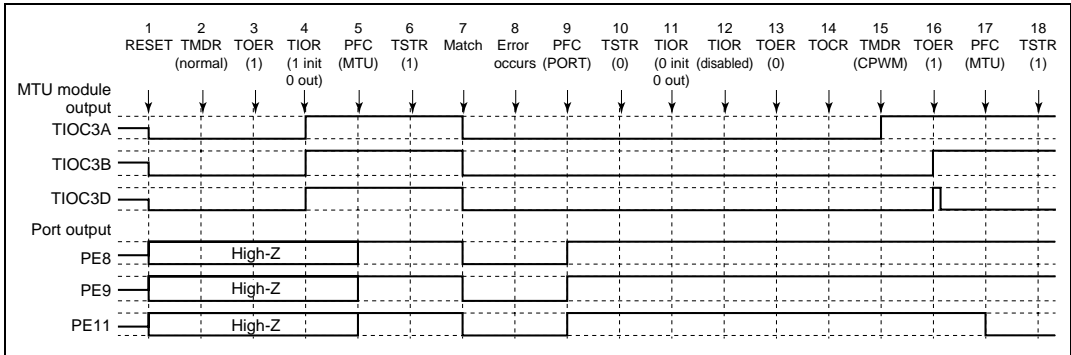 1 2 3 4 5 6 7 8 9 10 11 12 13 14 15 16 17 18
RESET TMDR TOER TIOR PFC TSTR Match Error PFC TSTR TIOR TIOR TOER TOCR TMDR TOER PFC TSTR
(normal) (1) (1 init (MTU) (1) occurs (PORT) (0) (0 init (disabled) (0) (CPWM) (1) (MTU) (1)
0 out) 0 out)
MTU module
output
TIOC3A
TIOC3B
TIOC3D
Port output
PE8 High-Z
PE9 High-Z
PE11 High-Z